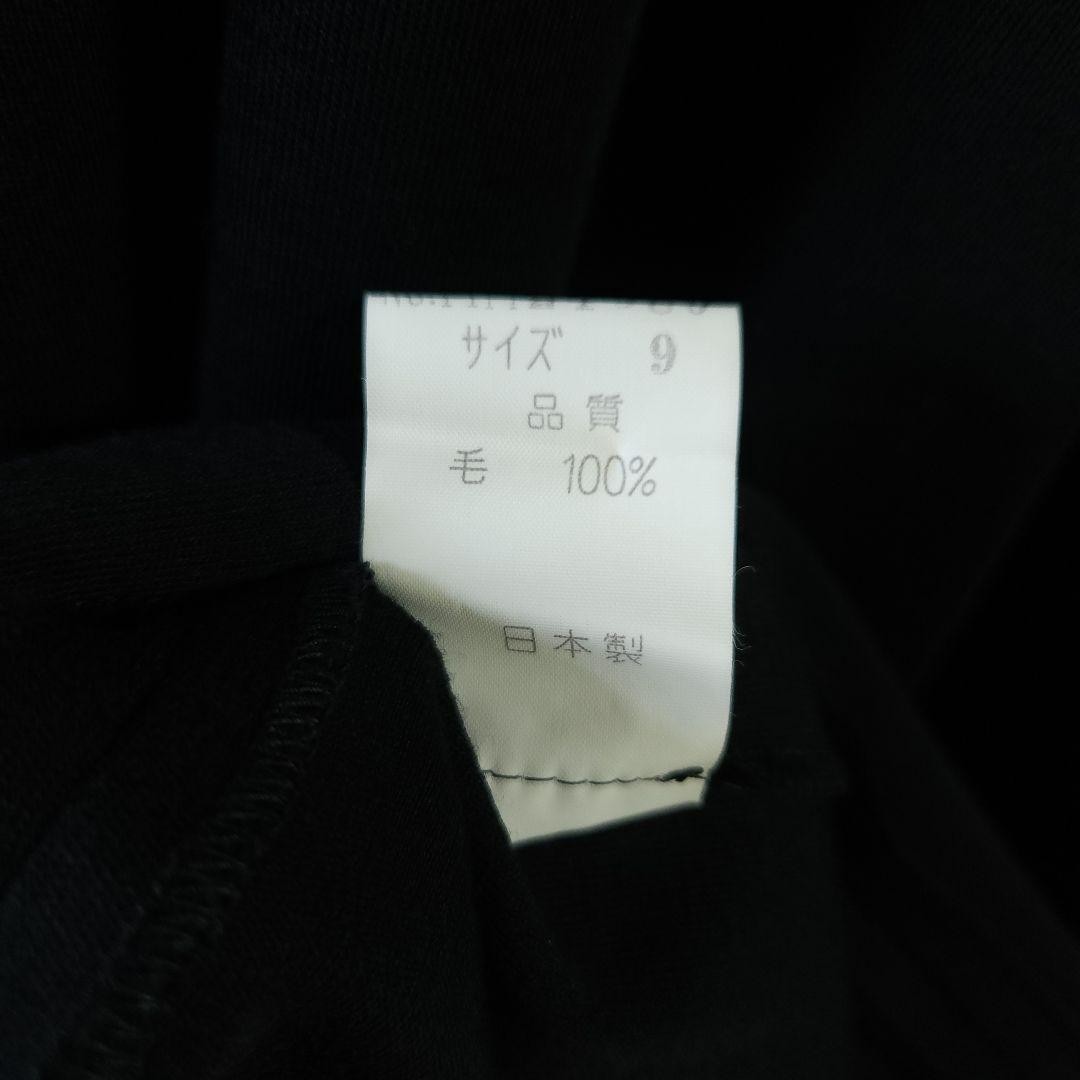 サイズ 9
品質
毛 100%
日本製